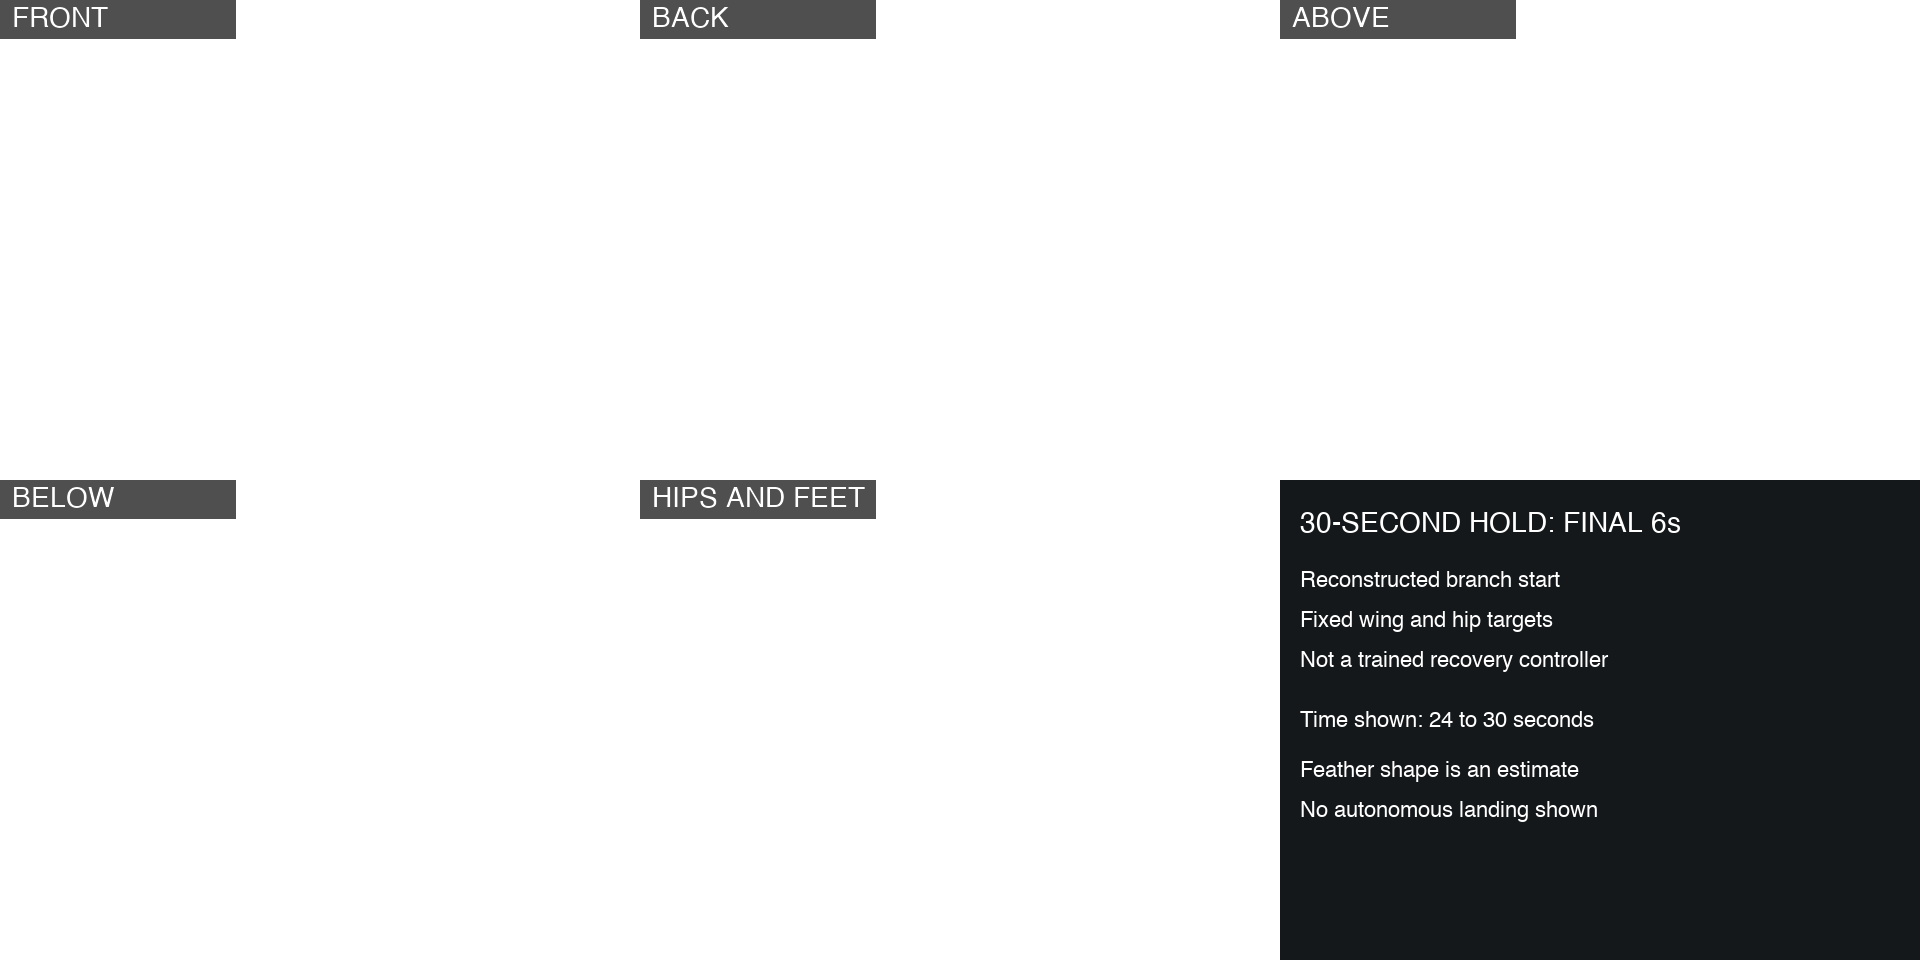 FRONT
BACK
ABOVE
BELOW
HIPS AND FEET
30-SECOND HOLD: FINAL 6s
Reconstructed branch start
Fixed wing and hip targets
Not a trained recovery controller
Time shown: 24 to 30 seconds
Feather shape is an estimate
No autonomous landing shown